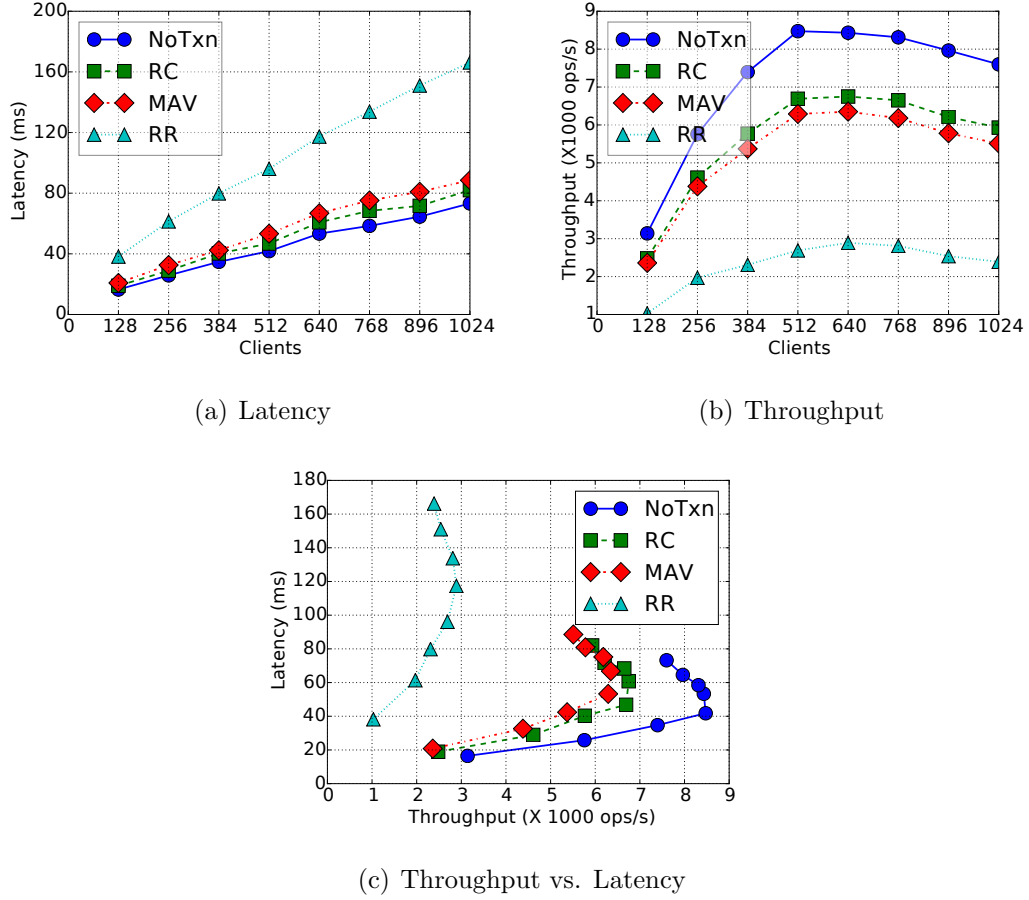 200
160
120
80
40
0
Latency (ms)
NoTxn
RC
MAV
RR
0 128 256 384 512 640 768 896 1024
Clients
(a) Latency
9
8
7
6
5
4
3
2
1
Throughput (X1000 ops/s)
NoTxn
RC
MAV
RR
0 128 256 384 512 640 768 896 1024
Clients
(b) Throughput
180
160
140
120
100
80
60
40
20
0
Latency (ms)
NoTxn
RC
MAV
RR
0 1 2 3 4 5 6 7 8 9
Throughput (X 1000 ops/s)
(c) Throughput vs. Latency